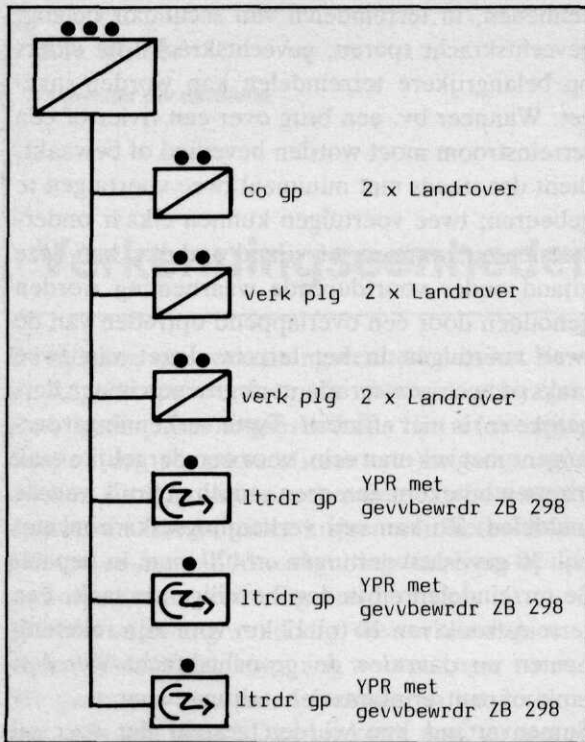 co gp 2 x Landrover
verk plg 2 x Landrover
verk plg 2 x Landrover
ltrdr gp YPR met
gevvbewrdr ZB 298
ltrdr gp YPR met
gevvbewrdr ZB 298
ltrdr gp YPR met
gevvbewrdr ZB 298